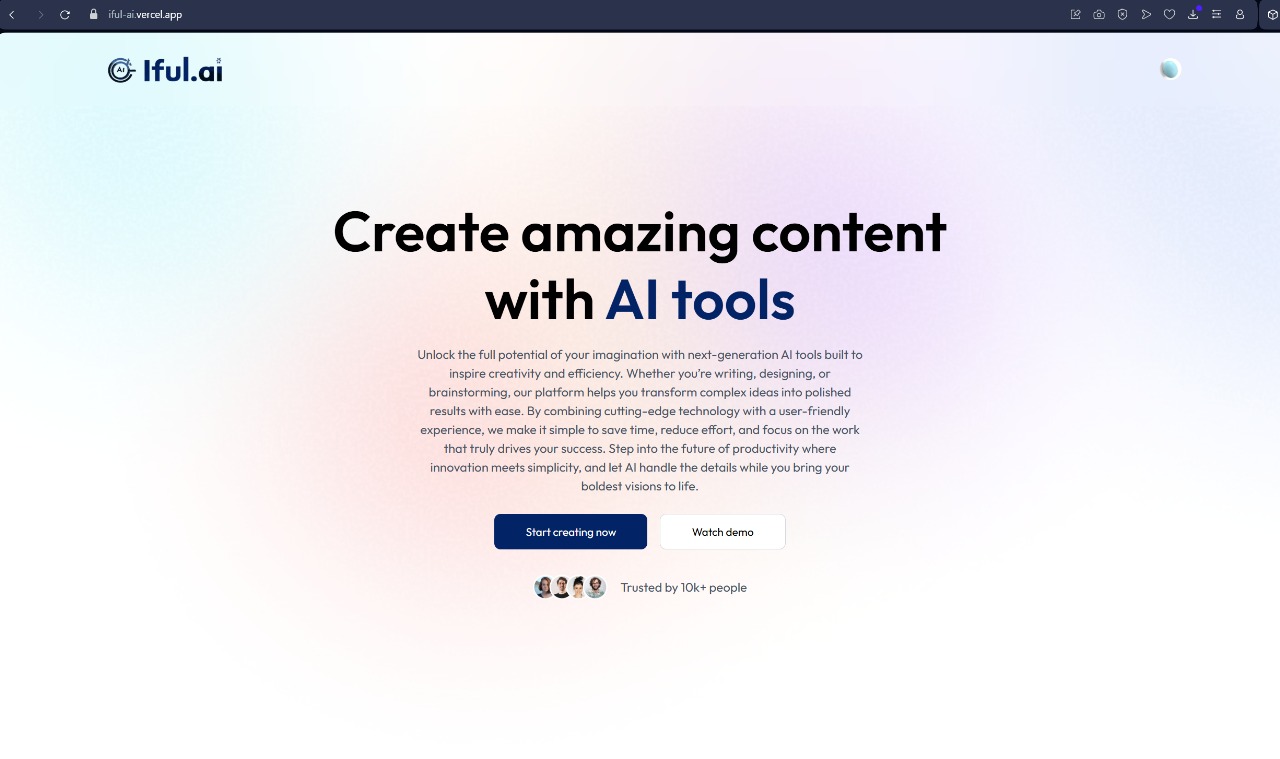 iful-ai.vercel.app
AI Iful.ai
Create amazing content
with AI tools
Unlock the full potential of your imagination with next-generation AI tools built to
inspire creativity and efficiency. Whether you're writing, designing, or
brainstorming, our platform helps you transform complex ideas into polished
results with ease. By combining cutting-edge technology with a user-friendly
experience, we make it simple to save time, reduce effort, and focus on the work
that truly drives your success. Step into the future of productivity where
innovation meets simplicity, and let AI handle the details while you bring your
boldest visions to life.
Start creating now
Watch demo
Trusted by 10k+ people